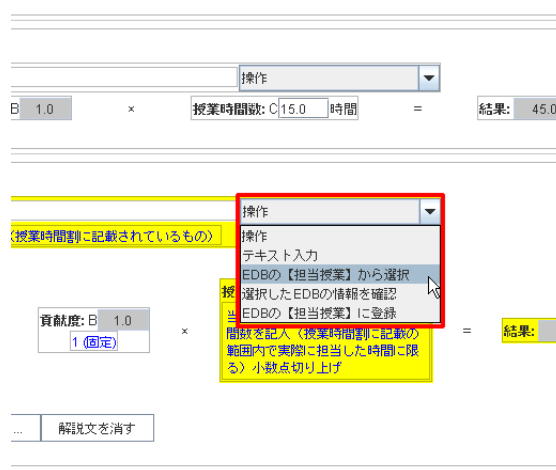 操作
B 1.0 × 授業時間数: C 15.0 時間 = 結果: 45.0
操作
（授業時間割に記載されているもの）
操作
テキスト入力
EDBの【担当授業】から選択
選択したEDBの情報を確認
EDBの【担当授業】に登録
貢献度: B 1.0
1 (固定)
×
授
当
間数を記入（授業時間割に記載の
範囲内で実際に担当した時間に限
る）小数点切り上げ
= 結果:
... 解説文を消す